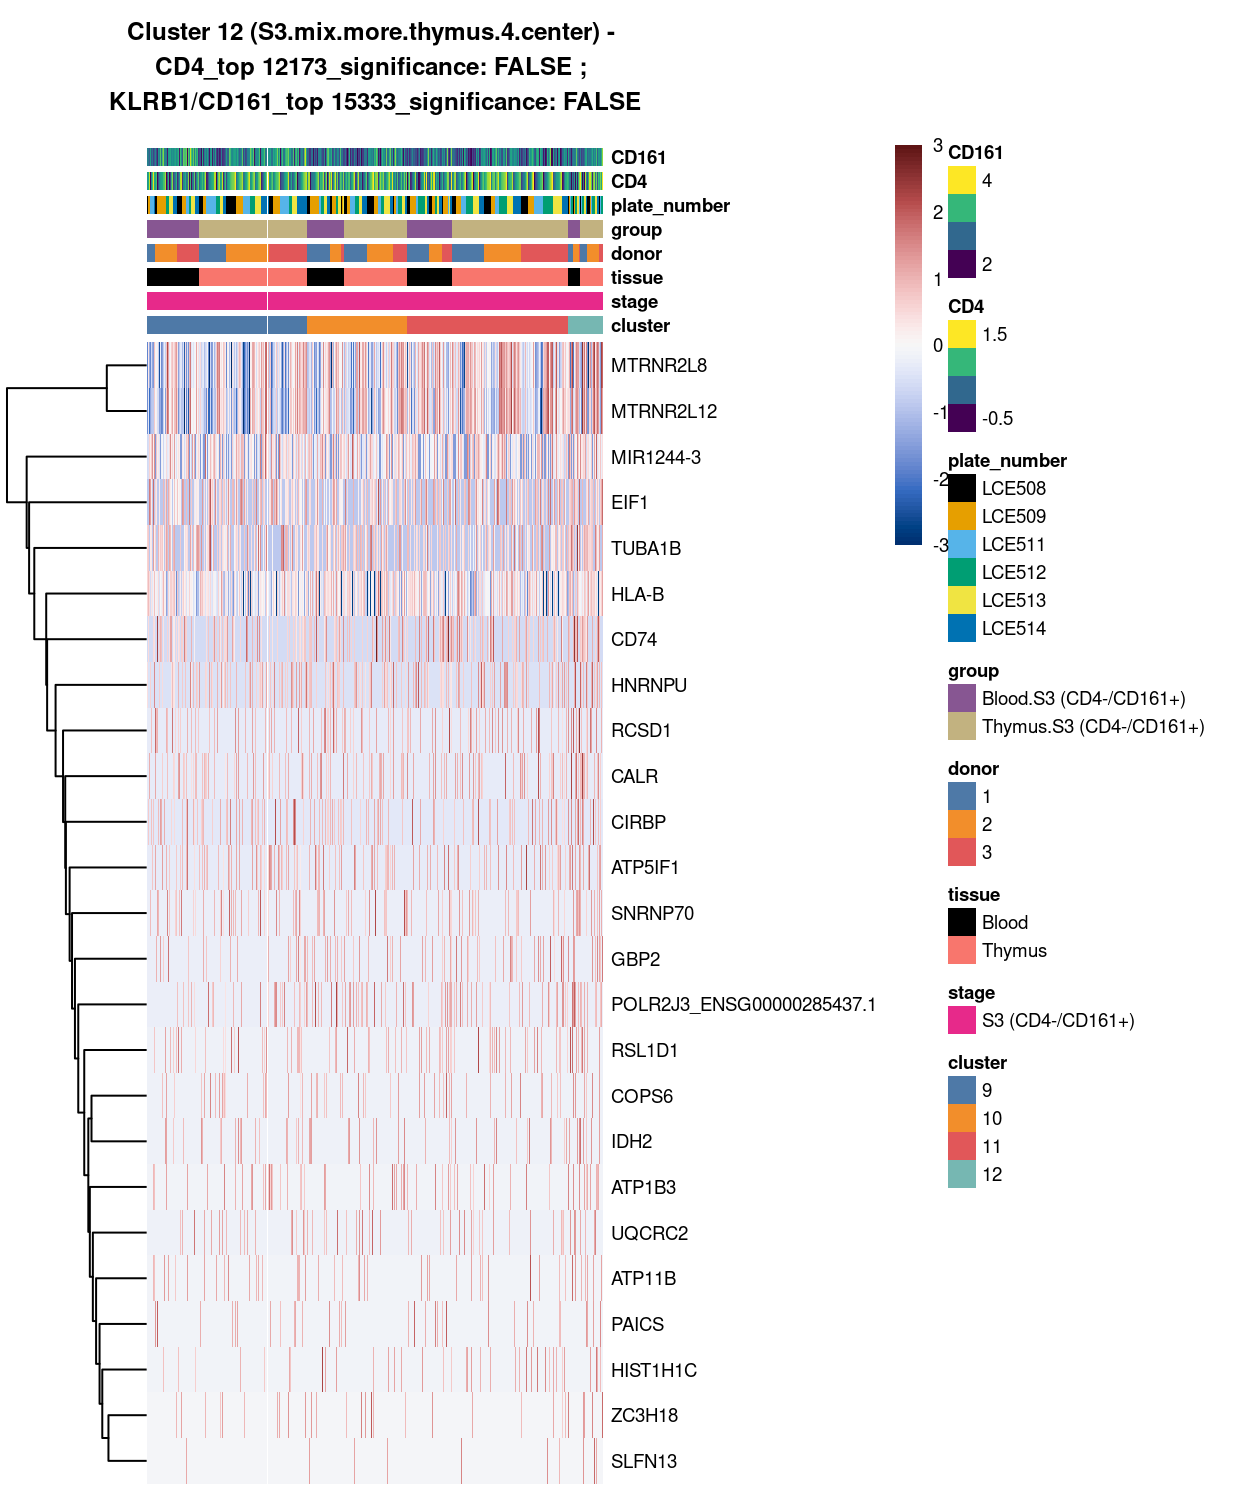 Cluster 12 (S3.mix.more.thymus.4.center) -
CD4_top 12173_significance: FALSE ;
KLRB1/CD161_top 15333_significance: FALSE
CD161
CD4
plate_number
group
donor
tissue
stage
cluster
MTRNR2L8
MTRNR2L12
MIR1244-3
EIF1
TUBA1B
HLA-B
CD74
HNRNPU
RCSD1
CALR
CIRBP
ATP5IF1
SNRNP70
GBP2
POLR2J3_ENSG00000285437.1
RSL1D1
COPS6
IDH2
ATP1B3
UQCRC2
ATP11B
PAICS
HIST1H1C
ZC3H18
SLFN13
3
2
1
0
-1
-2
-3
CD161
4
2
CD4
1.5
-0.5
plate_number
LCE508
LCE509
LCE511
LCE512
LCE513
LCE514
group
Blood.S3 (CD4-/CD161+)
Thymus.S3 (CD4-/CD161+)
donor
1
2
3
tissue
Blood
Thymus
stage
S3 (CD4-/CD161+)
cluster
9
10
11
12